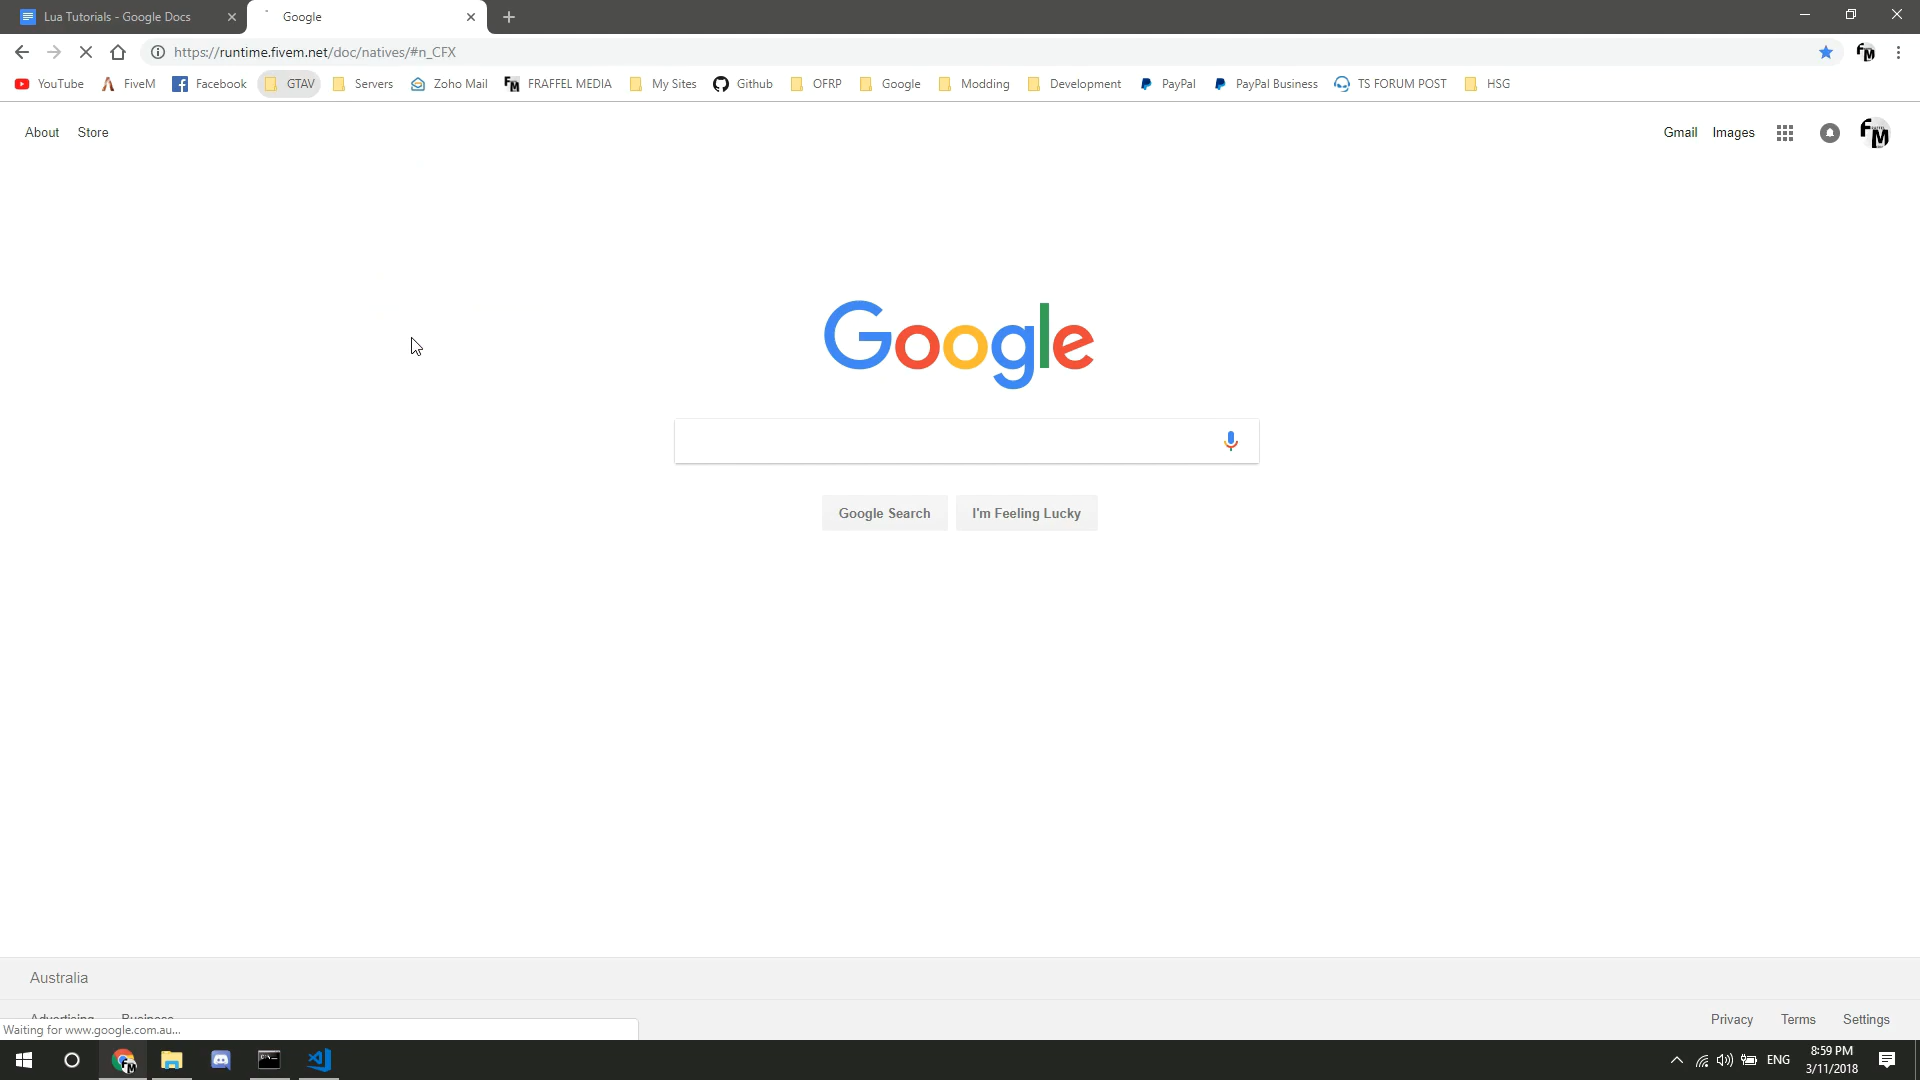 Lua Tutorials - Google Docs
Google
https://runtime.fivem.net/doc/natives/#n_CFX
YouTube FiveM Facebook GTAV Servers Zoho Mail FRAFFEL MEDIA My Sites Github OFRP Google Modding Development PayPal PayPal Business TS FORUM POST HSG
About Store
Gmail Images
fM
Google
Google Search I'm Feeling Lucky
Australia
Advertising Business
Privacy Terms Settings
Waiting for www.google.com.au...
ENG
8:59 PM
3/11/2018